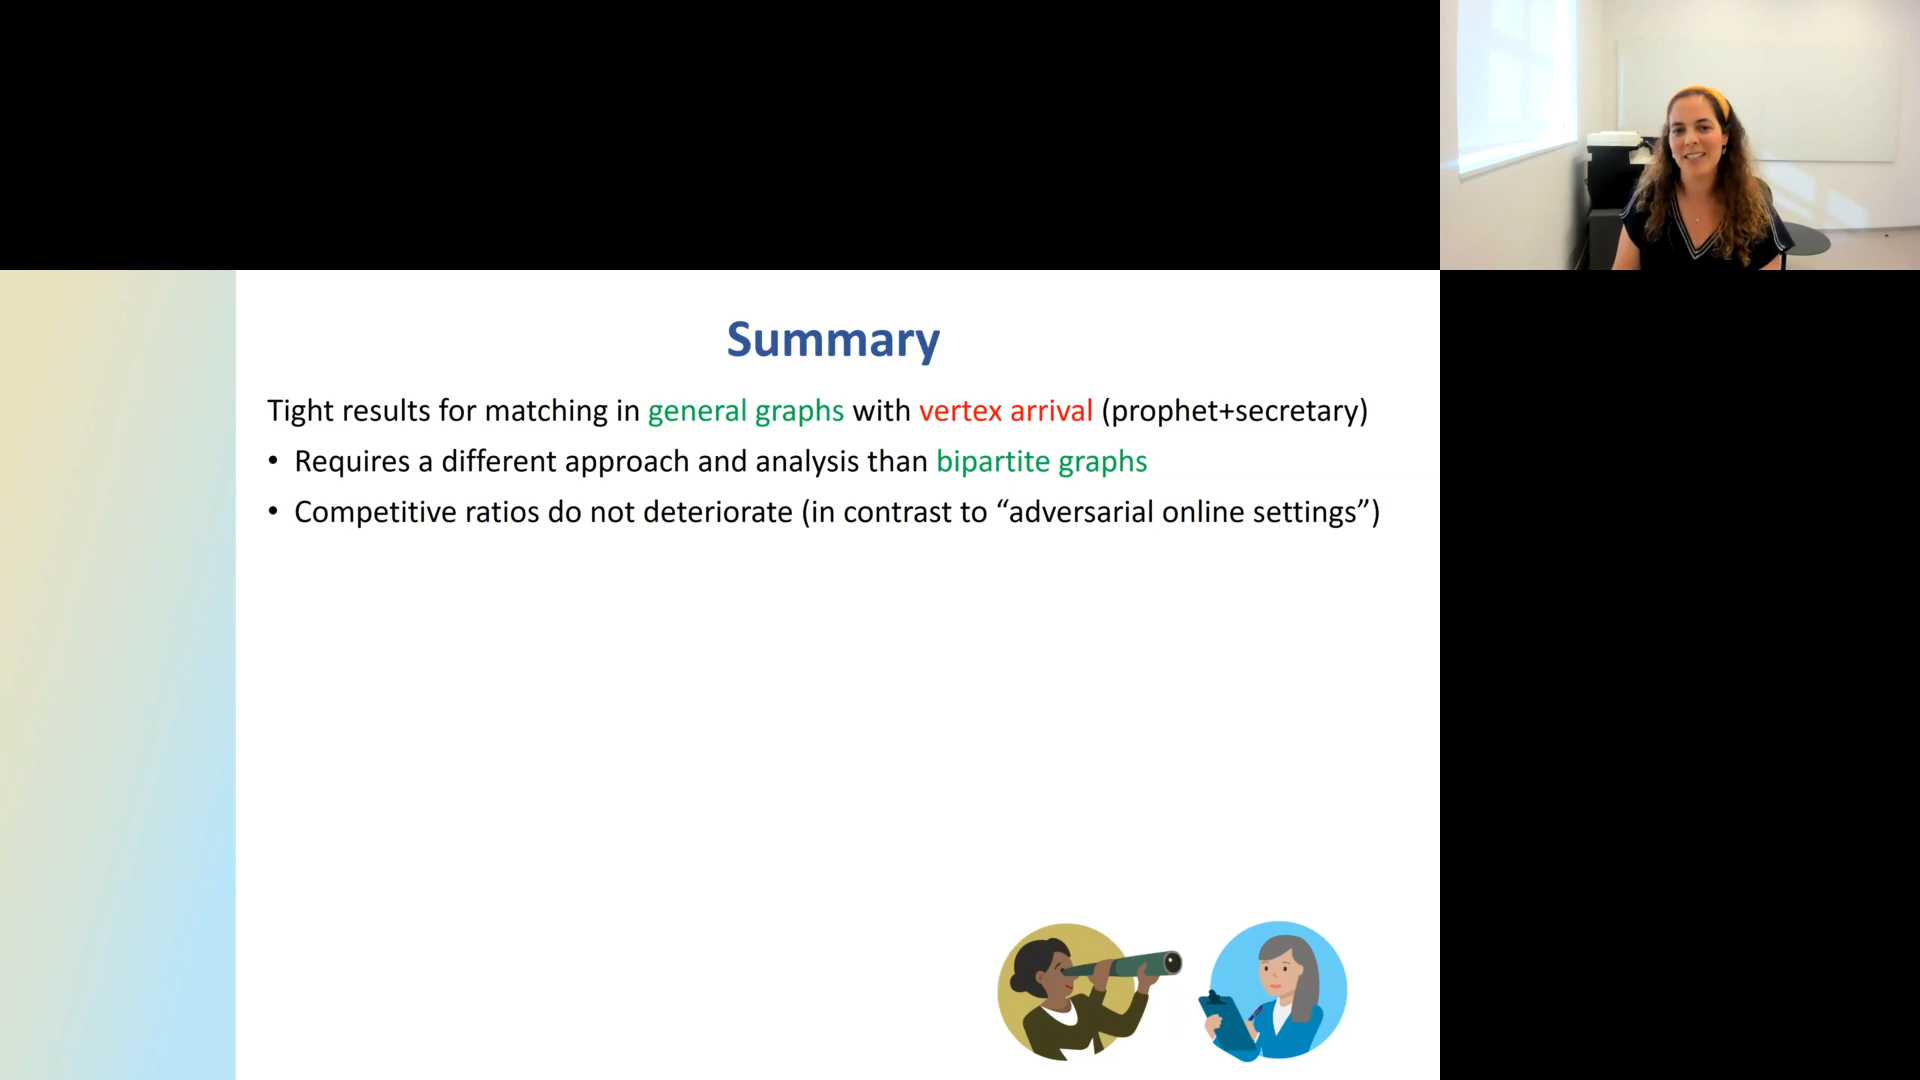 Summary
Tight results for matching in general graphs with vertex arrival (prophet+secretary)
• Requires a different approach and analysis than bipartite graphs
• Competitive ratios do not deteriorate (in contrast to “adversarial online settings”)